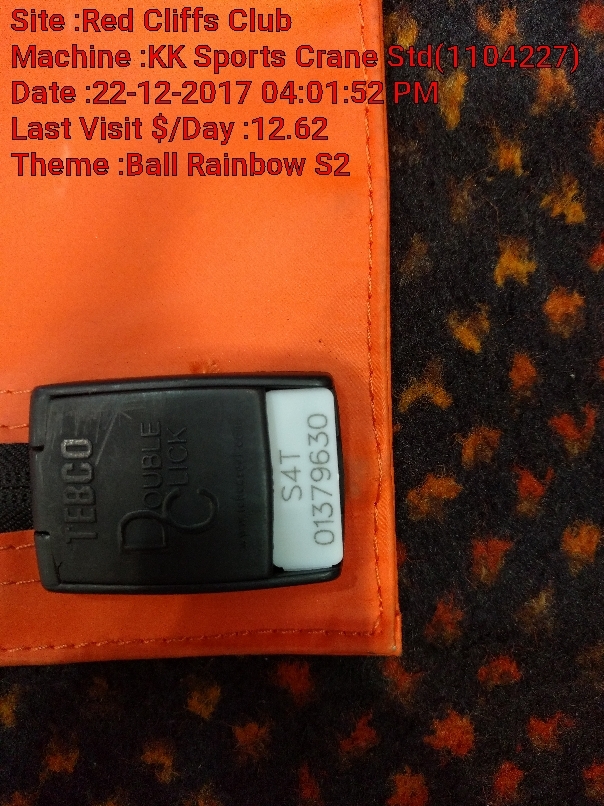 Site :Red Cliffs Club
Machine :KK Sports Crane Std(1104227)
Date :22-12-2017 04:01:52 PM
Last Visit $/Day :12.62
Theme :Ball Rainbow S2
TEBCO
DOUBLE
CLICK
S4T
01379630